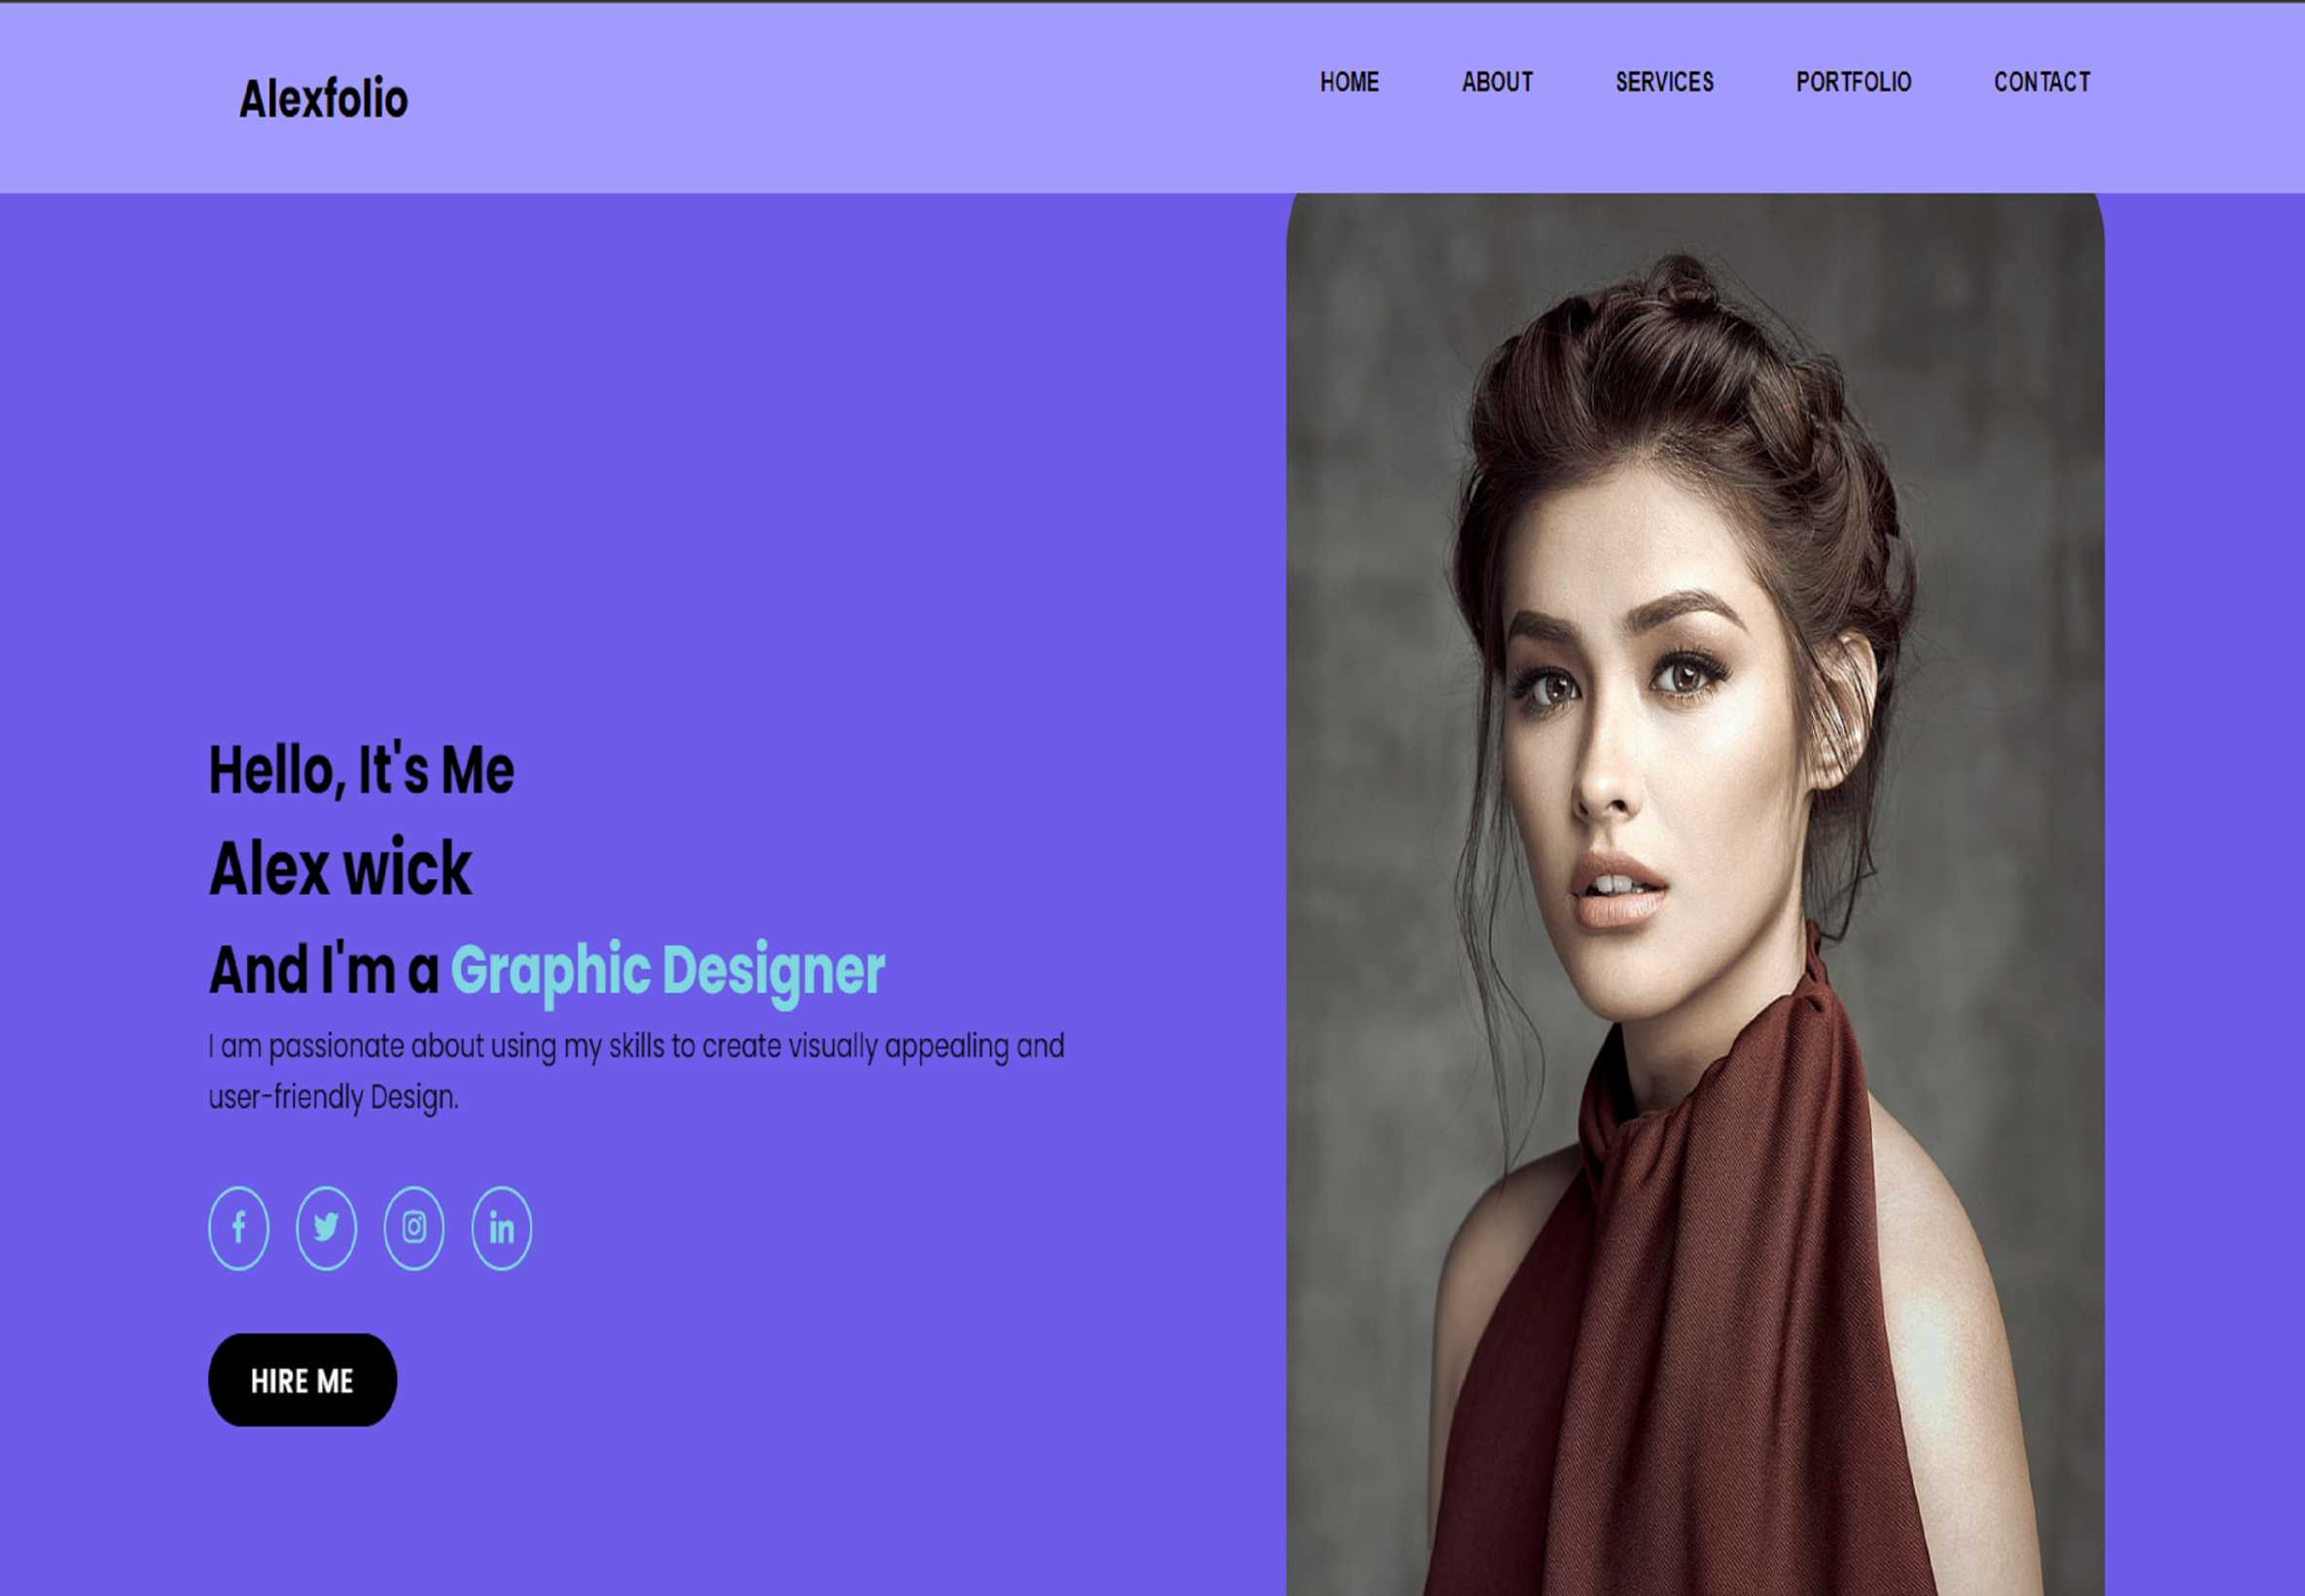 Alexfolio
HOME ABOUT SERVICES PORTFOLIO CONTACT
Hello, It's Me
Alex wick
And I'm a Graphic Designer
I am passionate about using my skills to create visually appealing and
user-friendly Design.
HIRE ME